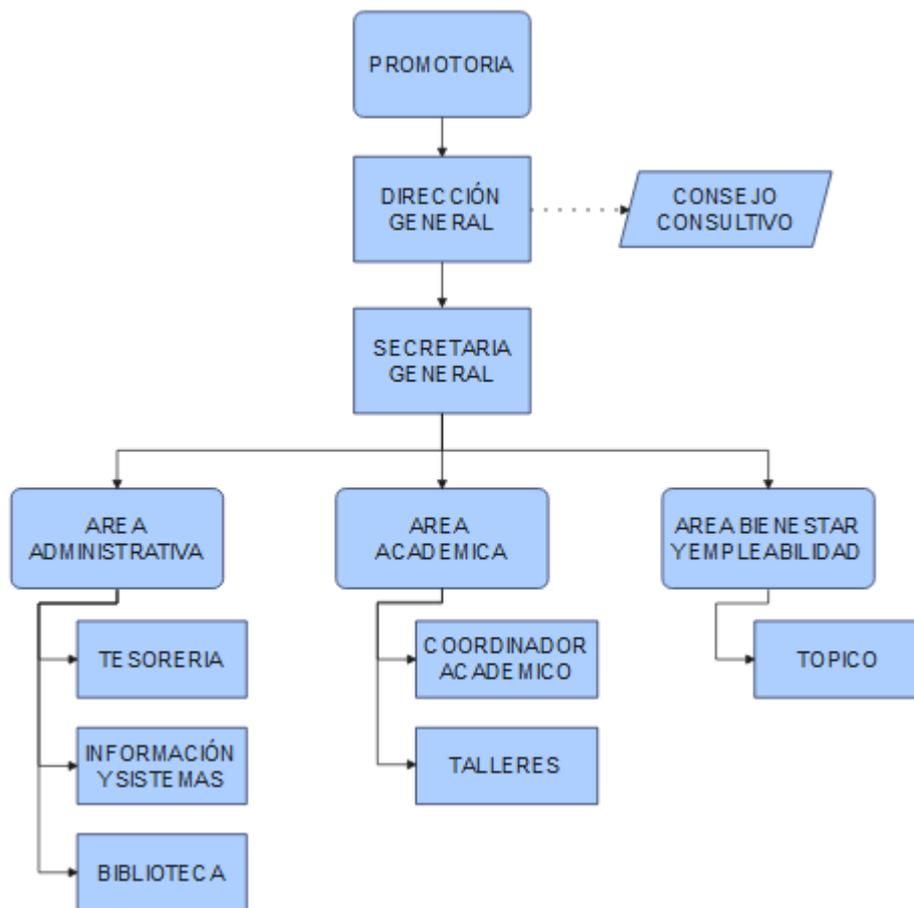 PROMOTORIA
DIRECCIÓN
GENERAL
CONSEJO
CONSULTIVO
SECRETARIA
GENERAL
AREA
ADMINISTRATIVA
AREA
ACADEMICA
AREA BIENESTAR
Y EMPLEABILIDAD
TESORERIA
COORDINADOR
ACADEMICO
TOPICO
INFORMACIÓN
Y SISTEMAS
TALLERES
BIBLIOTECA